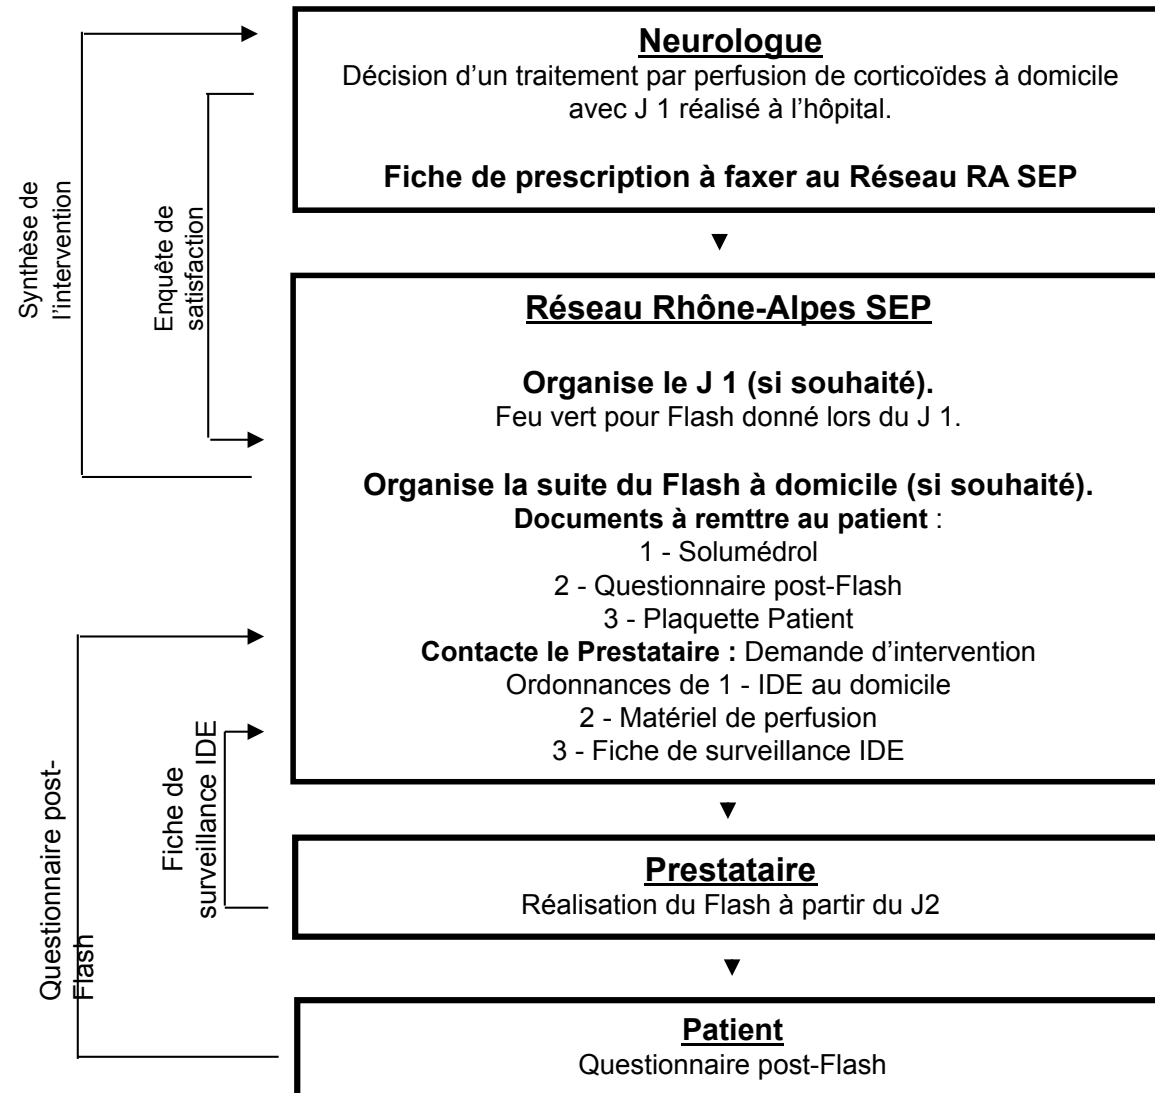 Neurologue
Décision d’un traitement par perfusion de corticoïdes à domicile
avec J 1 réalisé à l’hôpital.
Fiche de prescription à faxer au Réseau RA SEP
Synthèse de
l’intervention
Enquête de
satisfaction
Réseau Rhône-Alpes SEP
Organise le J 1 (si souhaité).
Feu vert pour Flash donné lors du J 1.
Organise la suite du Flash à domicile (si souhaité).
Documents à remttre au patient :
1 - Solumédrol
2 - Questionnaire post-Flash
3 - Plaquette Patient
Contacte le Prestataire : Demande d’intervention
Ordonnances de 1 - IDE au domicile
2 - Matériel de perfusion
3 - Fiche de surveillance IDE
Questionnaire post-
Flash
Fiche de
surveillance IDE
Prestataire
Réalisation du Flash à partir du J2
Patient
Questionnaire post-Flash